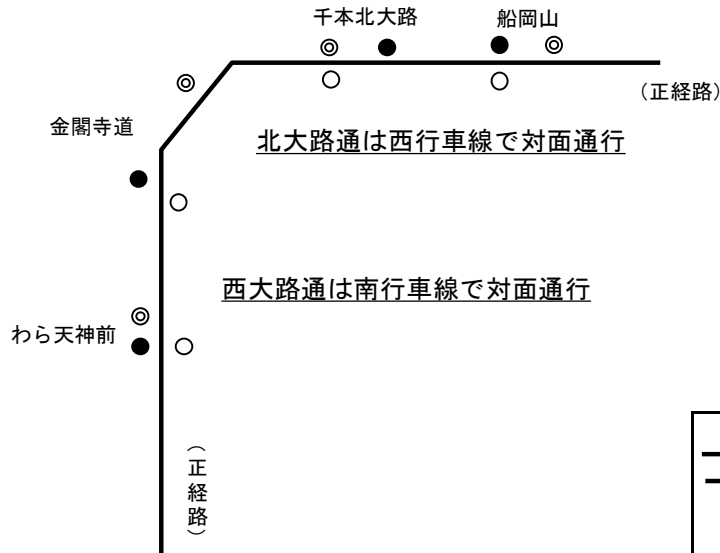 千本北大路
船岡山
(正経路)
金閣寺道
北大路通は西行車線で対面通行
西大路通は南行車線で対面通行
わら天神前
(正経路)